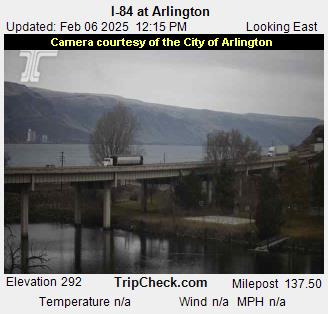 I-84 at Arlington
Updated: Feb 06 2025 12:15 PM Looking East
Camera courtesy of the City of Arlington
Elevation 292 TripCheck.com Milepost 137.50
Temperature n/a Wind n/a MPH n/a